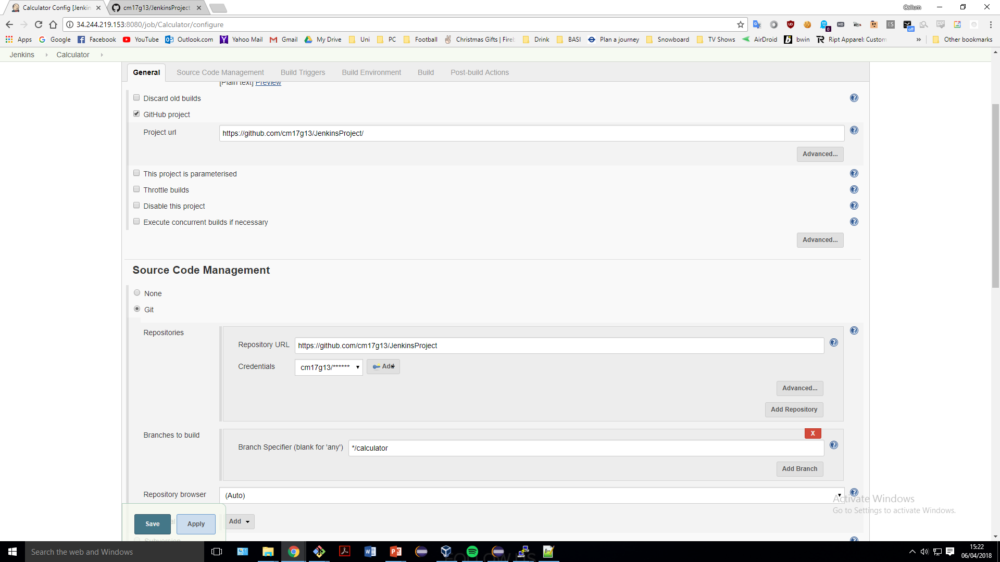 Calculator Config [Jenkin
cm17g13/JenkinsProject
Callum
34.244.219.153:8080/job/Calculator/configure
Apps
Google
Facebook
YouTube
Outlook.com
Yahoo Mail
Gmail
My Drive
Uni
PC
Football
Christmas Gifts | Fireb
Drink
BASI
Plan a journey
Snowboard
TV Shows
AirDroid
bwin
Ript Apparel: Custom
»
Other bookmarks
Jenkins
Calculator
General
Source Code Management
Build Triggers
Build Environment
Build
Post-build Actions
[Plain text] Preview
Discard old builds
GitHub project
Project url
https://github.com/cm17g13/JenkinsProject/
Advanced...
This project is parameterised
Throttle builds
Disable this project
Execute concurrent builds if necessary
Advanced...
Source Code Management
None
Git
Repositories
Repository URL
https://github.com/cm17g13/JenkinsProject
Credentials
cm17g13/******
Add
Advanced...
Add Repository
Branches to build
X
Branch Specifier (blank for 'any')
*/calculator
Add Branch
Repository browser
(Auto)
Activate Windows
Go to Settings to activate Windows.
Save
Apply
Add
Subversion
Search the web and Windows
FOLLOW US
15:22
06/04/2018